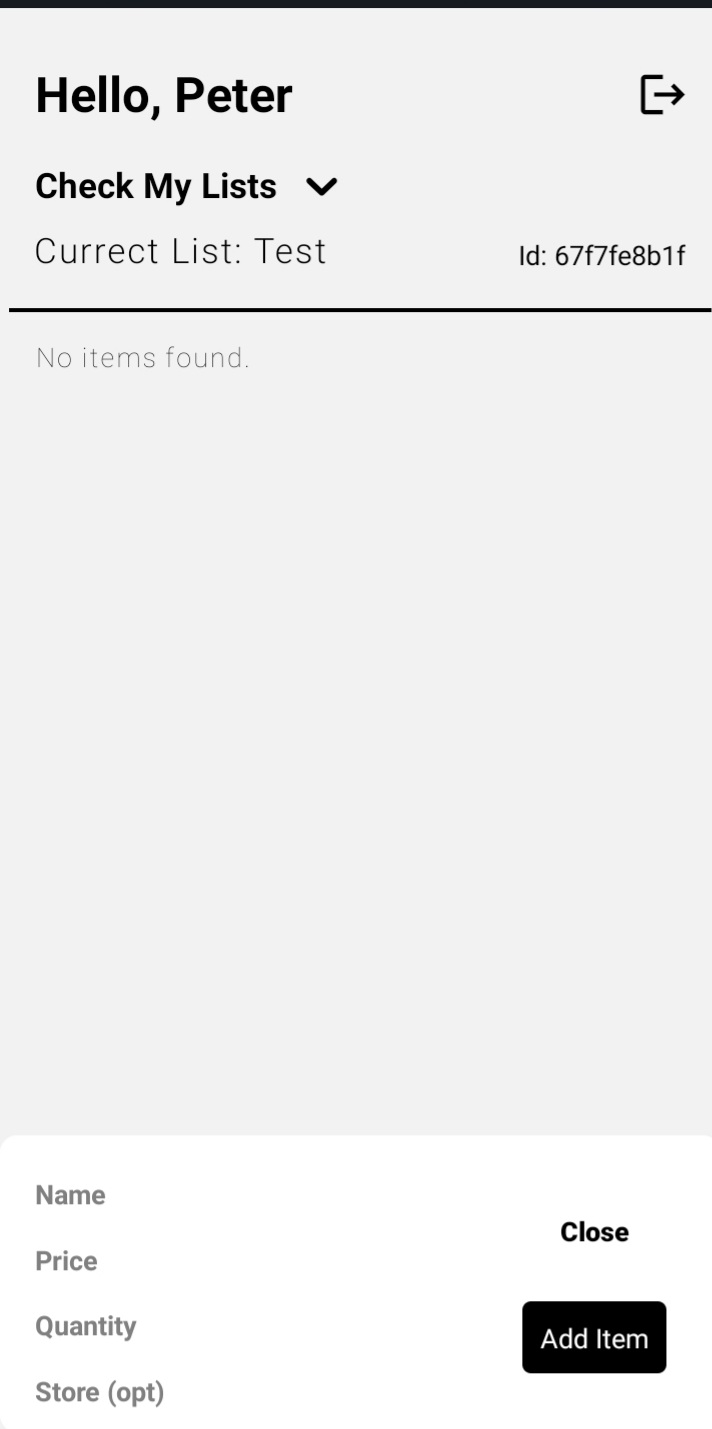 Hello, Peter
Check My Lists
Currect List: Test
Id: 67f7fe8b1f
No items found.
Name
Close
Price
Quantity
Add Item
Store (opt)